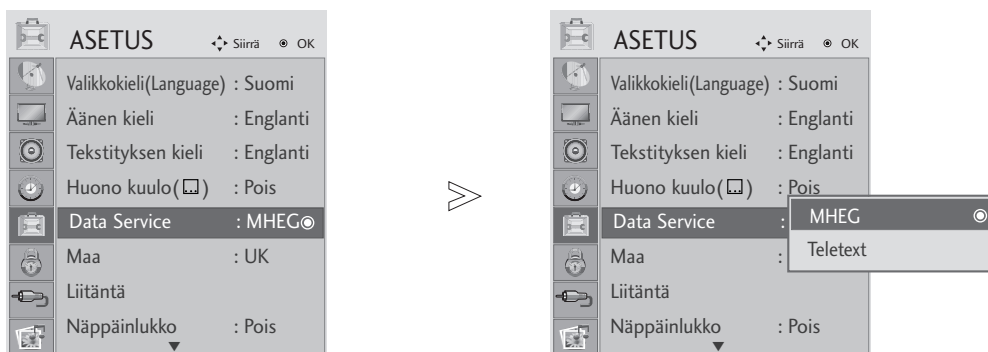 ASETUS Siirrä OK
Valikkokieli(Language) : Suomi
Äänen kieli : Englanti
Tekstityksen kieli : Englanti
Huono kuulo( ) : Pois
Data Service : MHEG
Maa : UK
Liitäntä
Näppäinlukko : Pois
ASETUS Siirrä OK
Valikkokieli(Language) : Suomi
Äänen kieli : Englanti
Tekstityksen kieli : Englanti
Huono kuulo( ) : Pois
Data Service :
MHEG
Teletext
Maa :
Liitäntä
Näppäinlukko : Pois